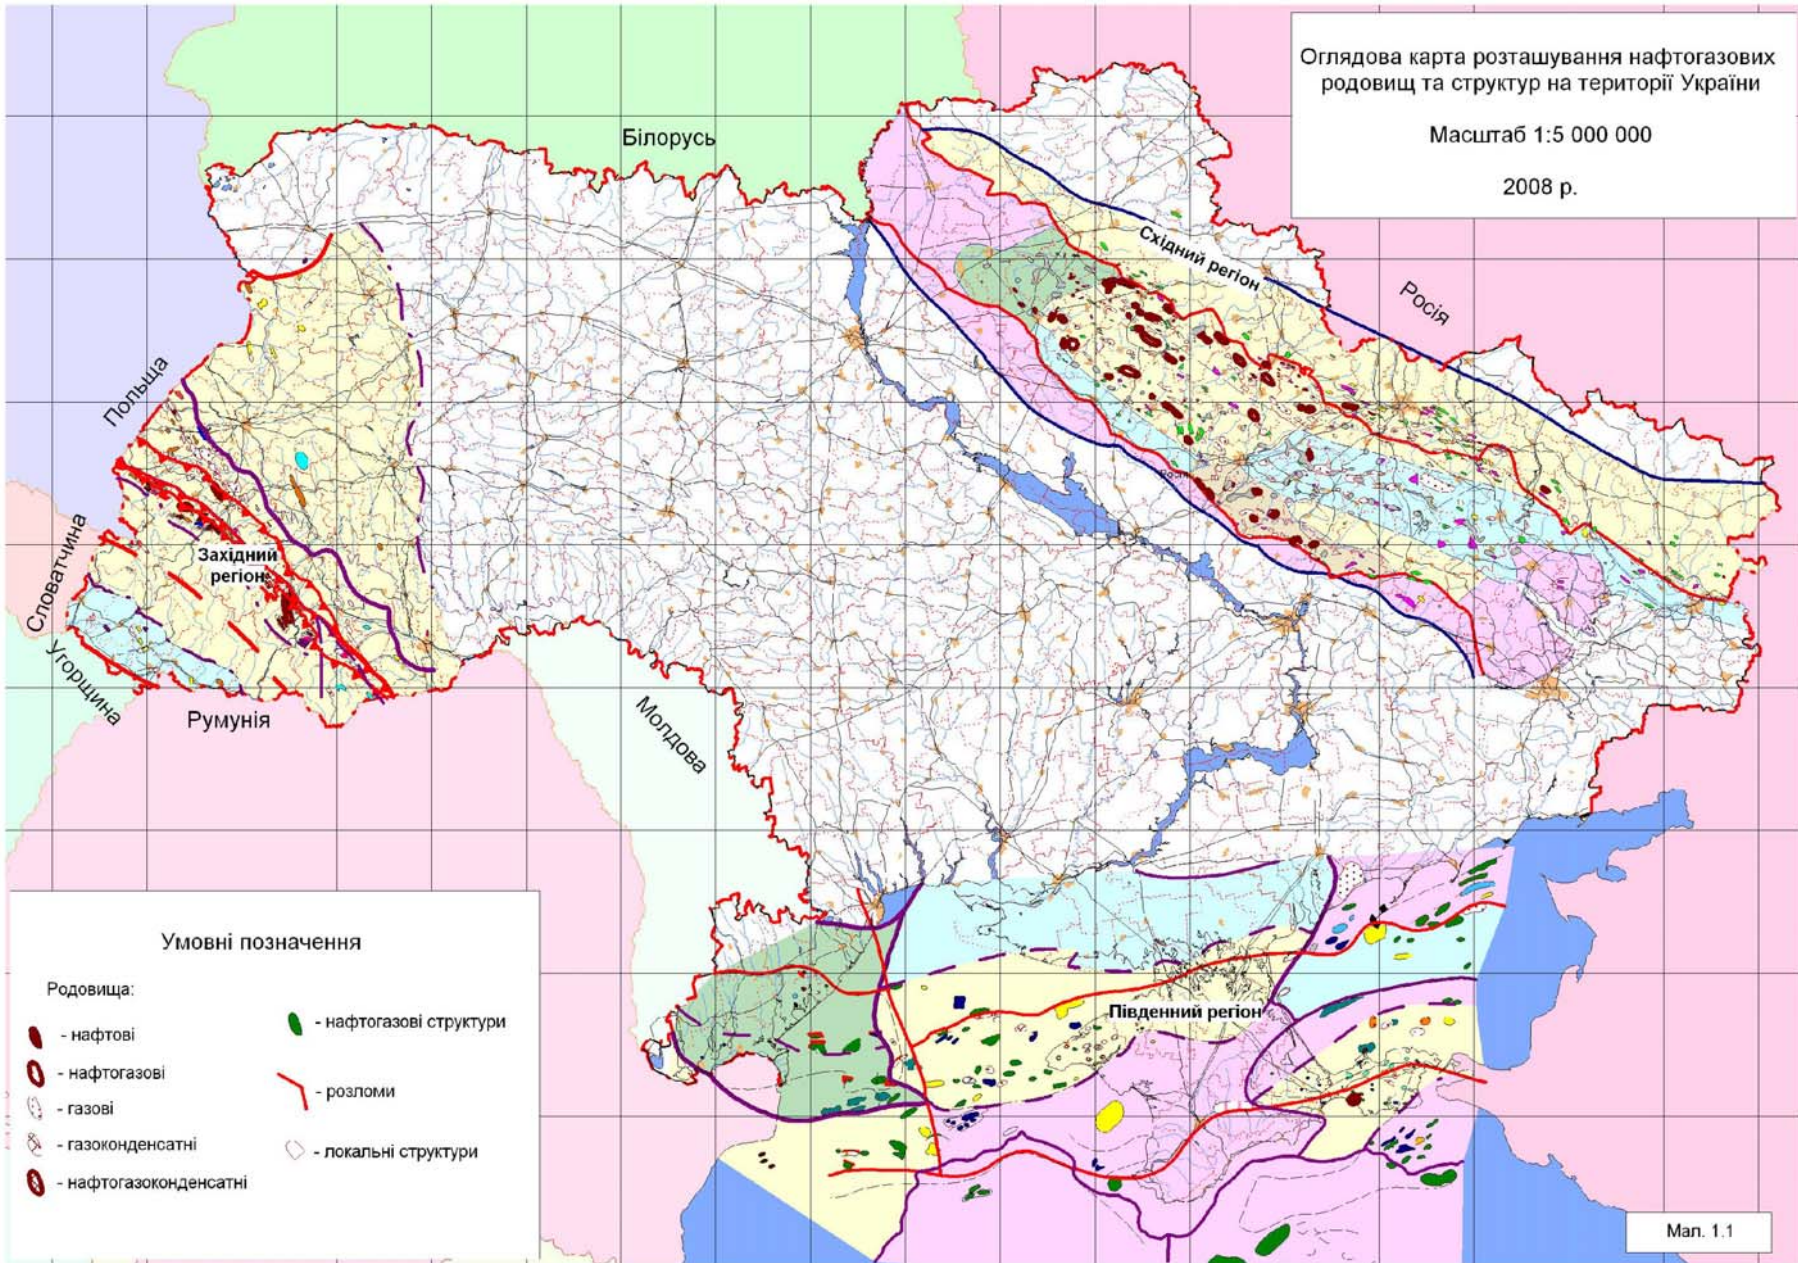 Оглядова карта розташування нафтогазових
родовищ та структур на території України
Масштаб 1:5 000 000
2008 р.
Білорусь
Східний регіон
Росія
Польща
Словатчина
Західний
регіон
Угорщина
Румунія
Молдова
Південний регіон
Умовні позначення
Родовища:
- нафтові
- нафтогазові
- газові
- газоконденсатні
- нафтогазоконденсатні
- нафтогазові структури
- розломи
- локальні структури
Мал. 1.1